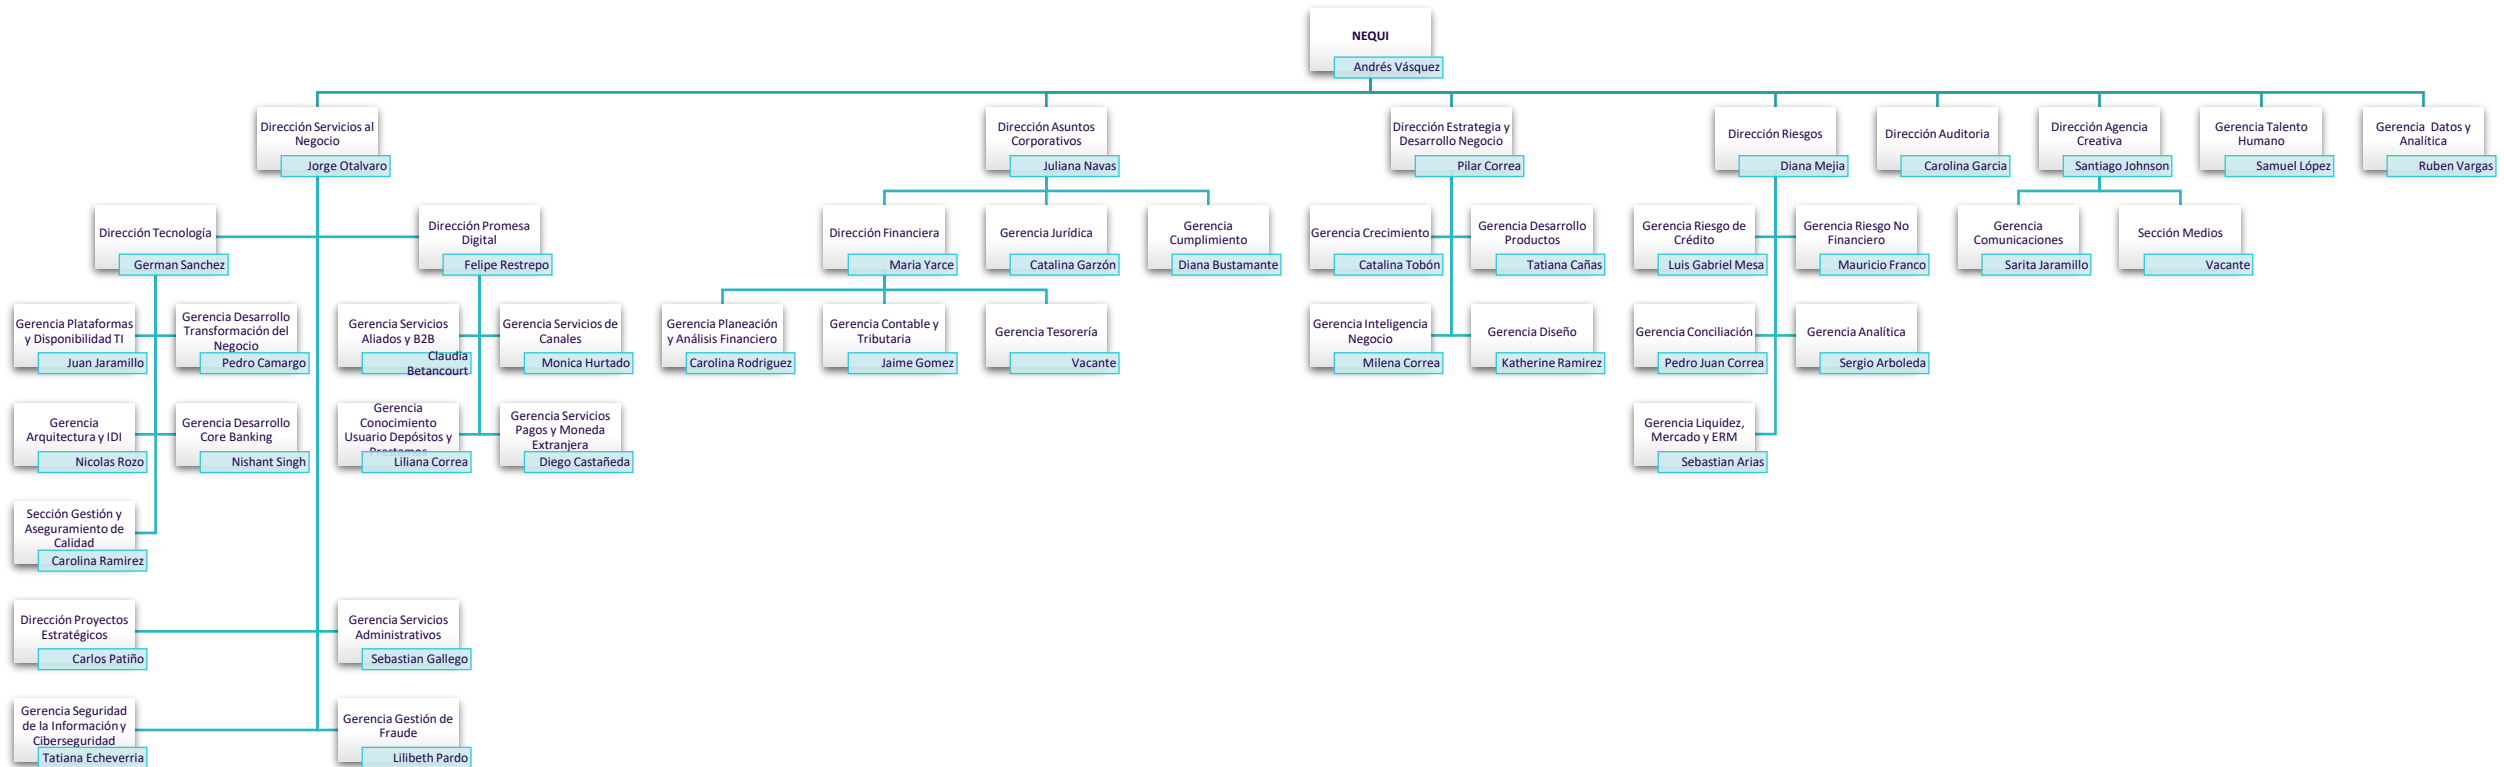 NEQUI
Andrés Vásquez
Dirección Servicios al
Negocio
Jorge Otalvaro
Dirección Asuntos
Corporativos
Juliana Navas
Dirección Estrategia y
Desarrollo Negocio
Pilar Correa
Dirección Riesgos
Diana Mejia
Dirección Auditoria
Carolina Garcia
Dirección Agencia
Creativa
Santiago Johnson
Gerencia Talento
Humano
Samuel López
Gerencia Datos y
Analítica
Ruben Vargas
Dirección Tecnología
German Sanchez
Dirección Promesa
Digital
Felipe Restrepo
Dirección Financiera
Maria Yarce
Gerencia Jurídica
Catalina Garzón
Gerencia
Cumplimiento
Diana Bustamante
Gerencia Crecimiento
Catalina Tobón
Gerencia Desarrollo
Productos
Tatiana Cañas
Gerencia Riesgo de
Crédito
Luis Gabriel Mesa
Gerencia Riesgo No
Financiero
Mauricio Franco
Gerencia
Comunicaciones
Sarita Jaramillo
Sección Medios
Vacante
Gerencia Plataformas
y Disponibilidad TI
Juan Jaramillo
Gerencia Desarrollo
Transformación del
Negocio
Pedro Camargo
Gerencia Servicios
Aliados y B2B
Claudia
Betancourt
Gerencia Servicios de
Canales
Monica Hurtado
Gerencia Planeación
y Análisis Financiero
Carolina Rodriguez
Gerencia Contable y
Tributaria
Jaime Gomez
Gerencia Tesorería
Vacante
Gerencia Inteligencia
Negocio
Milena Correa
Gerencia Diseño
Katherine Ramirez
Gerencia Conciliación
Pedro Juan Correa
Gerencia Analítica
Sergio Arboleda
Gerencia
Arquitectura y IDI
Nicolas Rozo
Gerencia Desarrollo
Core Banking
Nishant Singh
Gerencia
Conocimiento
Usuario Depósitos y
Prestamos
Liliana Correa
Gerencia Servicios
Pagos y Moneda
Extranjera
Diego Castañeda
Gerencia Liquidez,
Mercado y ERM
Sebastian Arias
Sección Gestión y
Aseguramiento de
Calidad
Carolina Ramirez
Dirección Proyectos
Estratégicos
Carlos Patiño
Gerencia Servicios
Administrativos
Sebastian Gallego
Gerencia Seguridad
de la Información y
Ciberseguridad
Tatiana Echeverria
Gerencia Gestión de
Fraude
Lilibeth Pardo